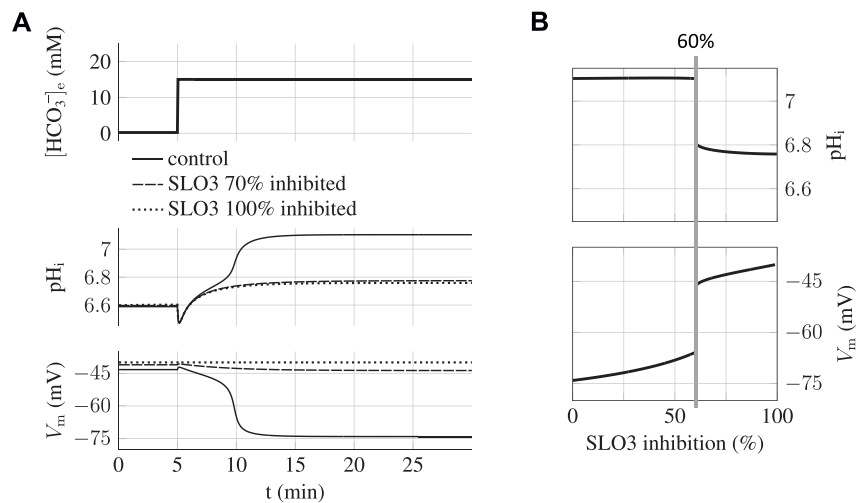 A
[HCO₃⁻]ₑ (mM)
20
10
0
control
SLO3 70% inhibited
SLO3 100% inhibited
pHᵢ
7
6.8
6.6
Vₘ (mV)
−45
−60
−75
0 5 10 15 20 25
t (min)
B
60%
7
6.8
6.6
pHᵢ
−45
−60
−75
Vₘ (mV)
0 50 100
SLO3 inhibition (%)